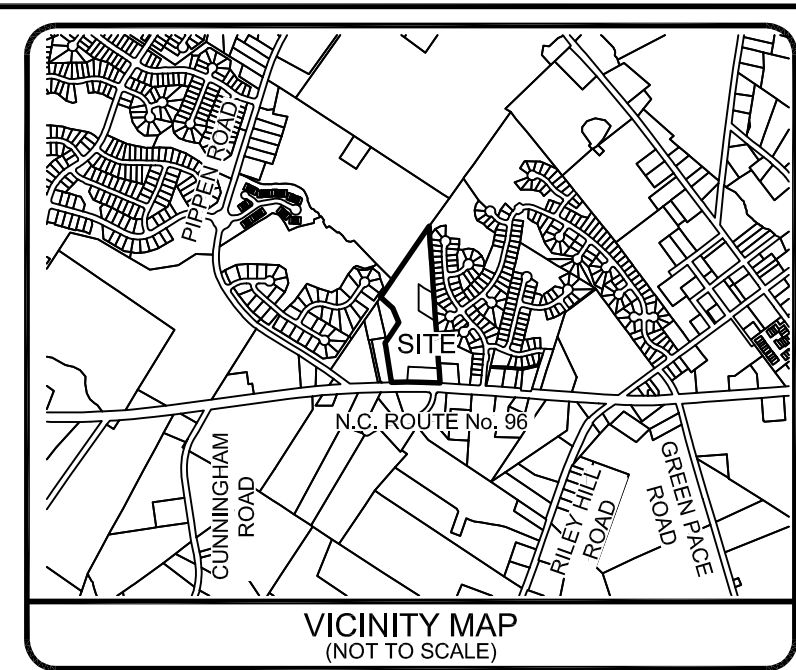 PIPPEN ROAD
SITE
N.C. ROUTE No. 96
CUNNINGHAM
ROAD
RILEY HILL
ROAD
GREEN PACE
ROAD
VICINITY MAP
(NOT TO SCALE)